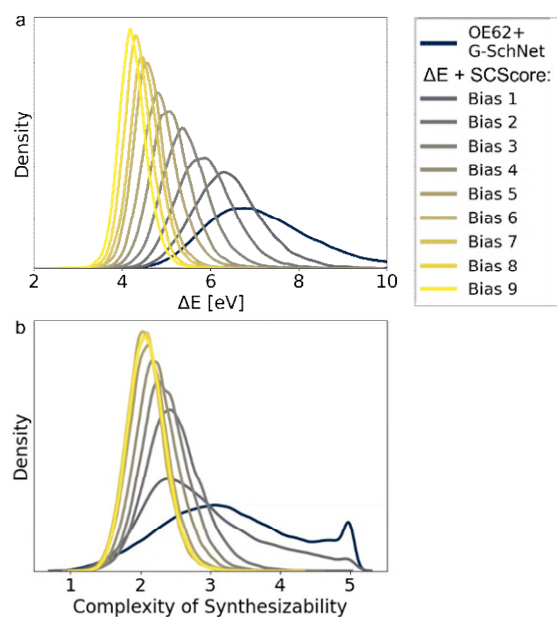 a
Density
2
4
6
8
10
ΔE [eV]
OE62+
G-SchNet
ΔE + SCScore:
Bias 1
Bias 2
Bias 3
Bias 4
Bias 5
Bias 6
Bias 7
Bias 8
Bias 9
b
Density
1
2
3
4
5
Complexity of Synthesizability